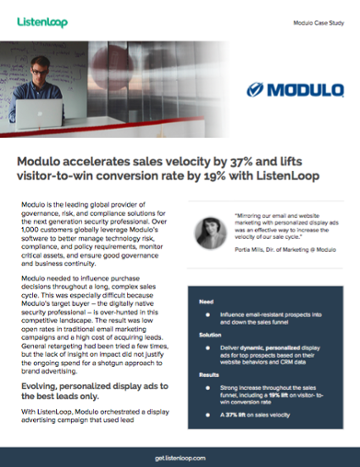 Listenloop
Modulo Case Study
MODULO
Modulo accelerates sales velocity by 37% and lifts
visitor-to-win conversion rate by 19% with ListenLoop
Modulo is the leading global provider of
governance, risk, and compliance solutions for
the next generation security professional. Over
1,000 customers globally leverage Modulo's
software to better manage technology risk,
compliance, and policy requirements, monitor
critical assets, and ensure good governance
and business continuity.
Modulo needed to influence purchase
decisions throughout a long, complex sales
cycle. This was especially difficult because
Modulo's target buyer – the digitally native
security professional – is over-hunted in this
competitive landscape. The result was low
open rates in traditional email marketing
campaigns and a high cost of acquiring leads.
General retargeting had been tried a few times,
but the lack of insight on impact did not justify
the ongoing spend for a shotgun approach to
brand advertising.
Evolving, personalized display ads to
the best leads only.
With ListenLoop, Modulo orchestrated a display
advertising campaign that used lead
"Mirroring our email and website
marketing with personalized display ads
was an effective way to increase the
velocity of our sale cycle."
Portia Mills, Dir. of Marketing @ Modulo
Need
Influence email-resistant prospects into
and down the sales funnel
Solution
Deliver dynamic, personalised display
ads for top prospects based on their
website behaviors and CRM data
Results
Strong increase throughout the sales
funnel, including a 19% lift on visitor- to-
win conversion rate
A 37% lift on sales velocity
get.listenloop.com